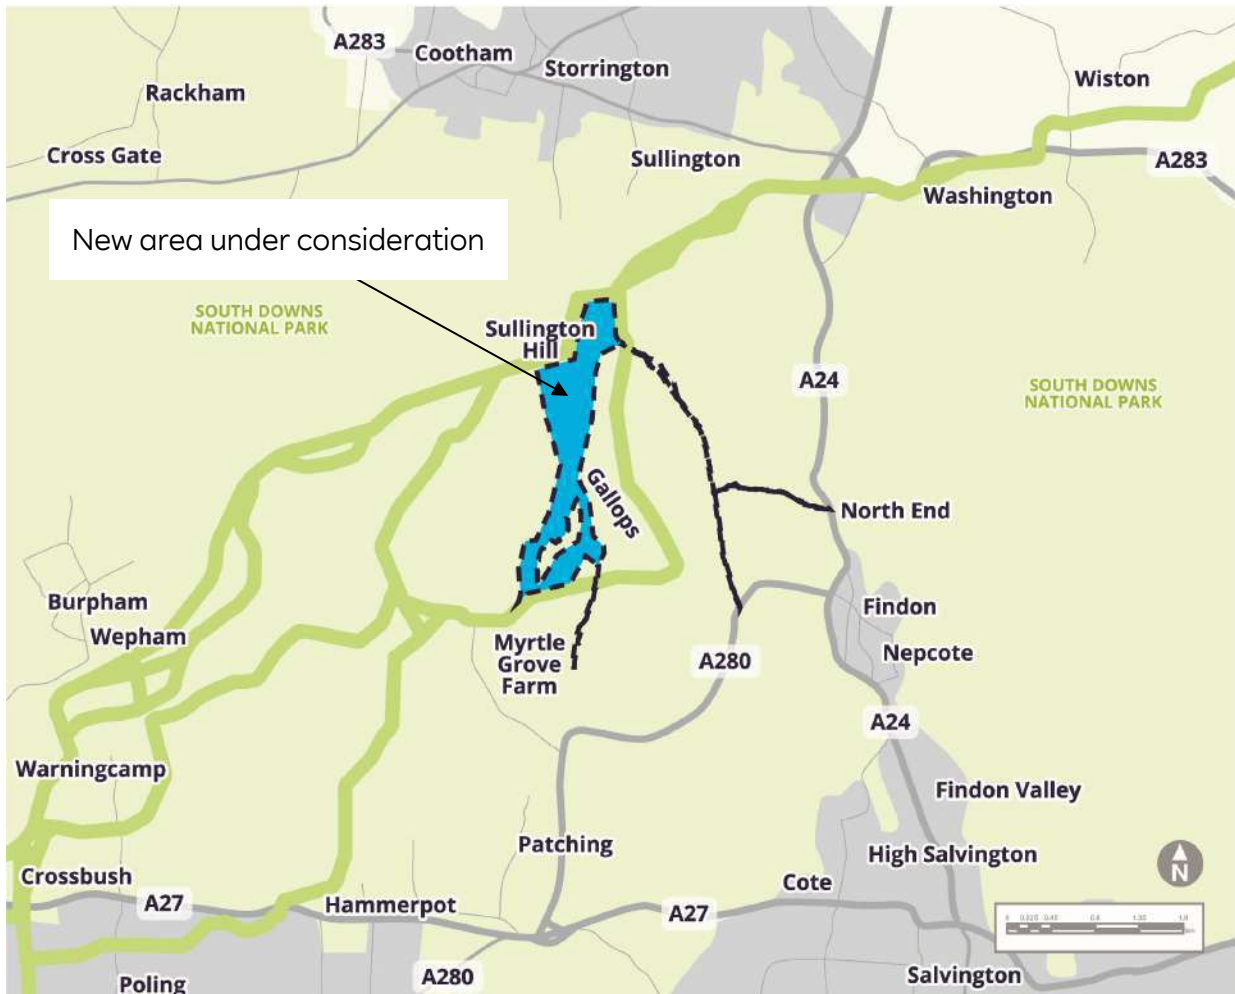 A283
Cootham
Storrington
Rackham
Wiston
Cross Gate
Sullington
A283
Washington
New area under consideration
SOUTH DOWNS
NATIONAL PARK
Sullington
Hill
A24
SOUTH DOWNS
NATIONAL PARK
Gallops
North End
Burpham
Wepham
Findon
Myrtle
Grove
Farm
Nepcote
A280
A24
Warningcamp
Findon Valley
Patching
High Salvington
N
Crossbush
Cote
A27
Hammerpot
A27
A280
Salvington
Poling